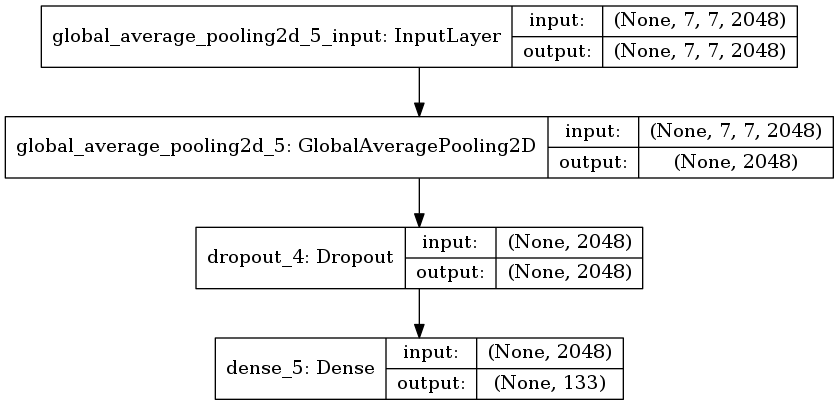 global_average_pooling2d_5_input: InputLayer
input: (None, 7, 7, 2048)
output: (None, 7, 7, 2048)
global_average_pooling2d_5: GlobalAveragePooling2D
input: (None, 7, 7, 2048)
output: (None, 2048)
dropout_4: Dropout
input: (None, 2048)
output: (None, 2048)
dense_5: Dense
input: (None, 2048)
output: (None, 133)